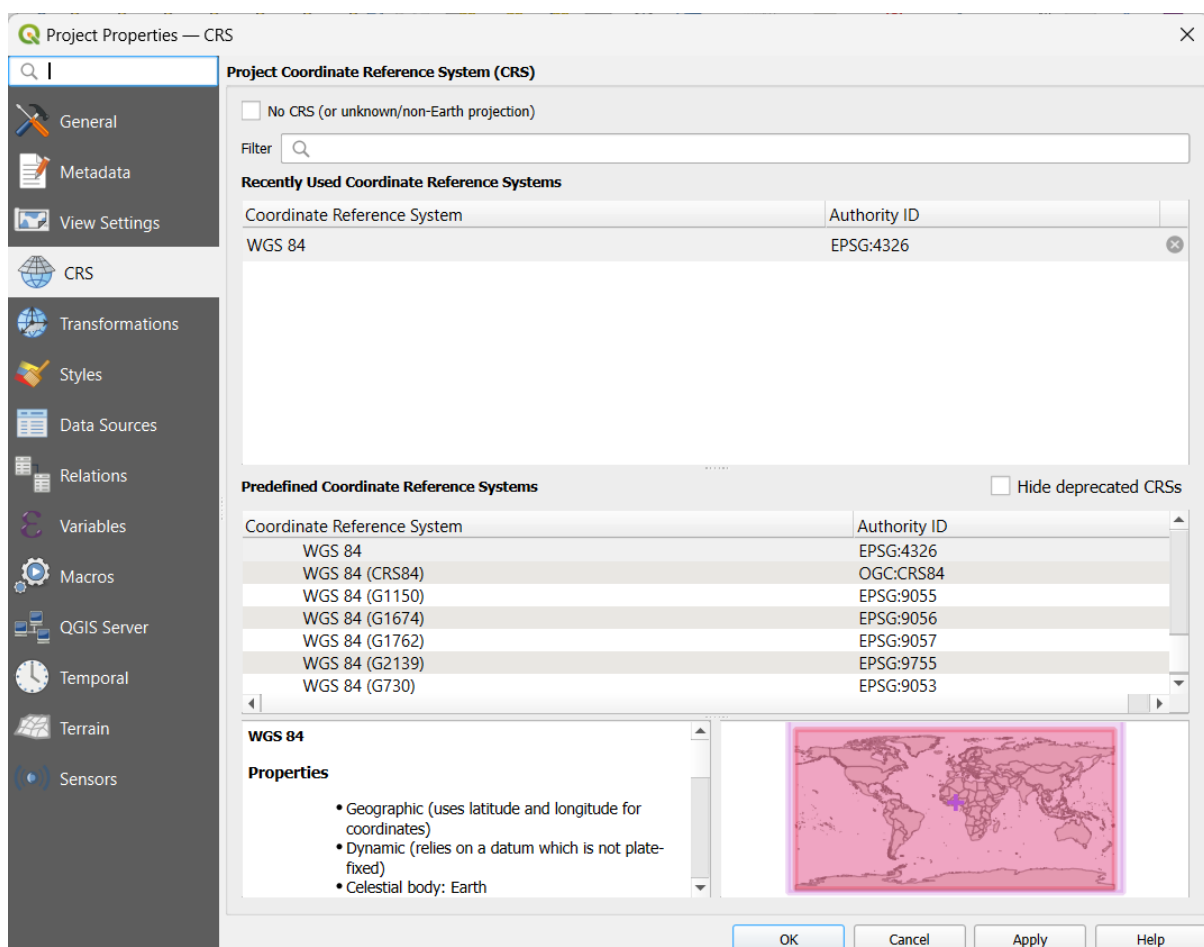 Project Properties — CRS
Project Coordinate Reference System (CRS)
General
Metadata
View Settings
CRS
Transformations
Styles
Data Sources
Relations
Variables
Macros
QGIS Server
Temporal
Terrain
Sensors
No CRS (or unknown/non-Earth projection)
Filter
Recently Used Coordinate Reference Systems
Coordinate Reference System Authority ID
WGS 84 EPSG:4326
Predefined Coordinate Reference Systems Hide deprecated CRSs
Coordinate Reference System Authority ID
WGS 84 EPSG:4326
WGS 84 (CRS84) OGC:CRS84
WGS 84 (G1150) EPSG:9055
WGS 84 (G1674) EPSG:9056
WGS 84 (G1762) EPSG:9057
WGS 84 (G2139) EPSG:9755
WGS 84 (G730) EPSG:9053
WGS 84
Properties
• Geographic (uses latitude and longitude for
coordinates)
• Dynamic (relies on a datum which is not plate-
fixed)
• Celestial body: Earth
OK Cancel Apply Help